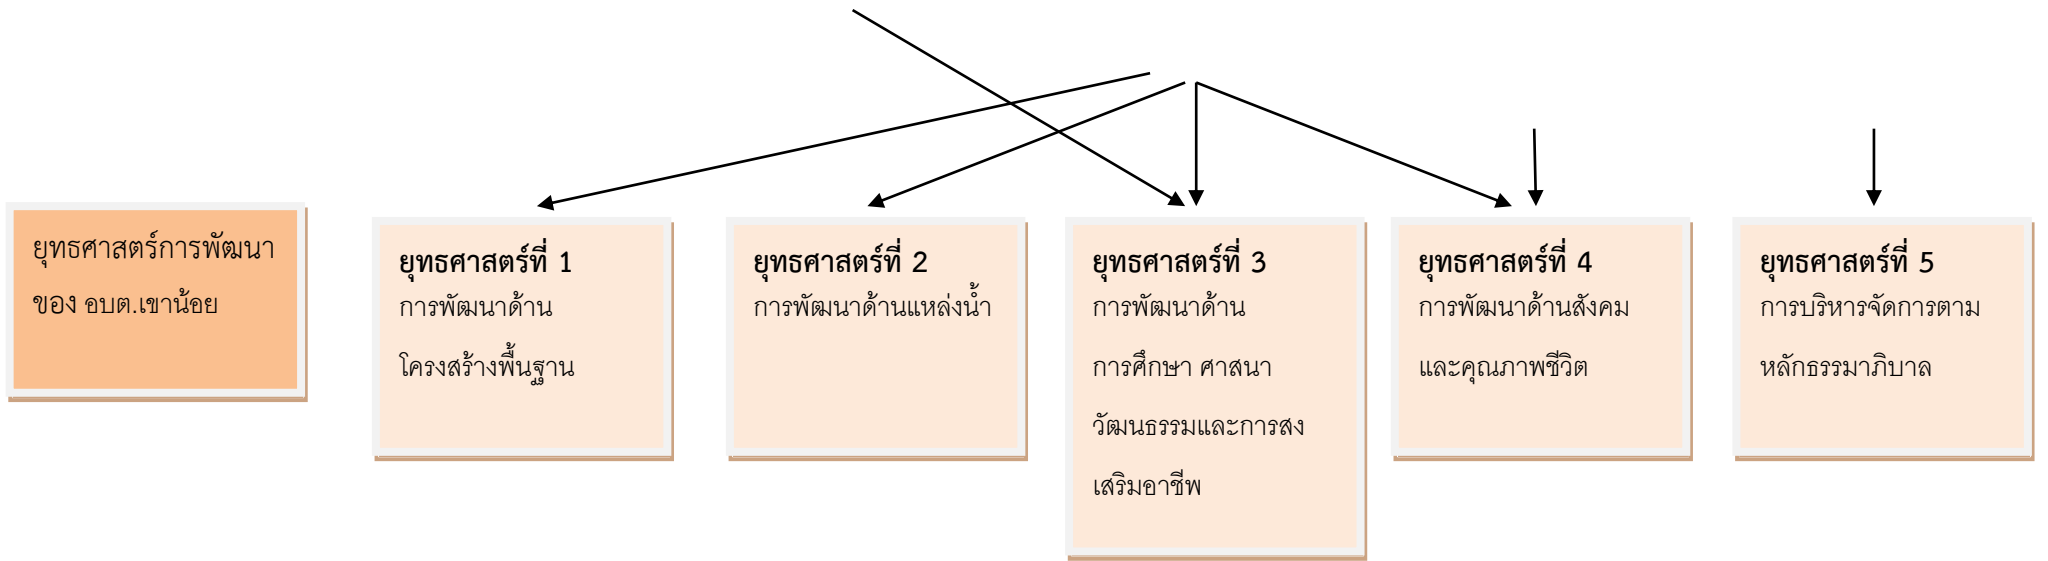 ยุทธศาสตร์การพัฒนา
ของ อบต.เขาน้อย
ยุทธศาสตร์ที่ 1
การพัฒนาด้าน
โครงสร้างพื้นฐาน
ยุทธศาสตร์ที่ 2
การพัฒนาด้านแหล่งน้ำ
ยุทธศาสตร์ที่ 3
การพัฒนาด้าน
การศึกษา ศาสนา
วัฒนธรรมและการสง
เสริมอาชีพ
ยุทธศาสตร์ที่ 4
การพัฒนาด้านสังคม
และคุณภาพชีวิต
ยุทธศาสตร์ที่ 5
การบริหารจัดการตาม
หลักธรรมาภิบาล